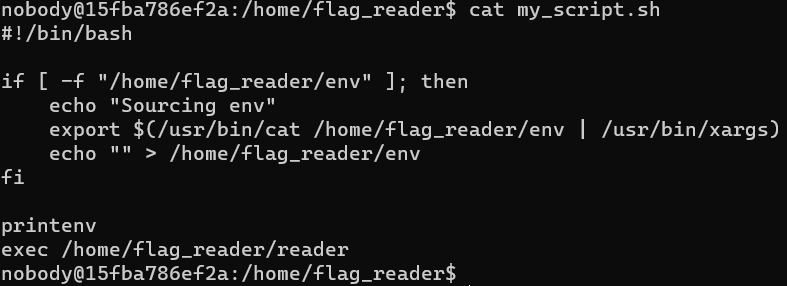 nobody@15fba786ef2a:/home/flag_reader$ cat my_script.sh
#!/bin/bash

if [ -f "/home/flag_reader/env" ]; then
    echo "Sourcing env"
    export $(/usr/bin/cat /home/flag_reader/env | /usr/bin/xargs)
    echo "" > /home/flag_reader/env
fi

printenv
exec /home/flag_reader/reader
nobody@15fba786ef2a:/home/flag_reader$